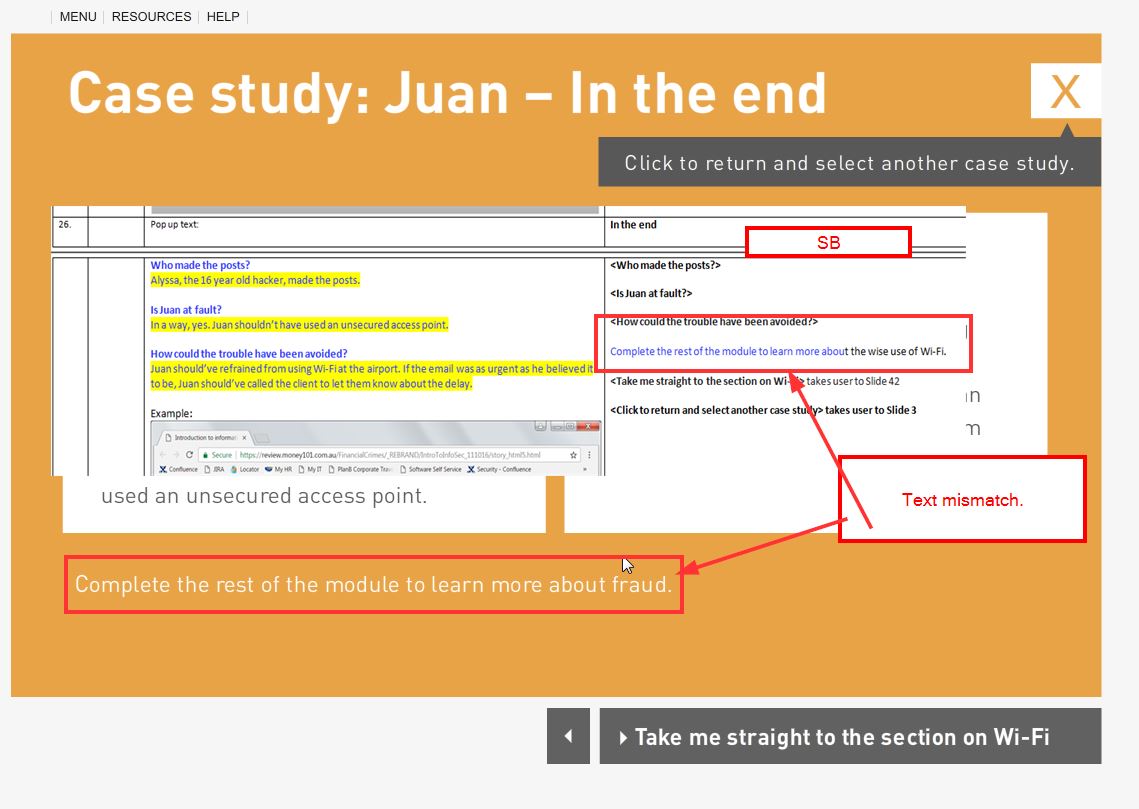 MENU RESOURCES HELP
Case study: Juan – In the end
X
Click to return and select another case study.
26. Pop up text: In the end
SB
Who made the posts?
Alyssa, the 16 year old hacker, made the posts.
Is Juan at fault?
In a way, yes. Juan shouldn't have used an unsecured access point.
How could the trouble have been avoided?
Juan should've refrained from using Wi-Fi at the airport. If the email was as urgent as he believed it
to be, Juan should've called the client to let them know about the delay.
Example:
Introduction to informat
Secure https://review.money101.com.au/FinancialCrimes/_REBRAND/IntroToInfoSec_111016/story_html5.html
Confluence JIRA Locator My HR My IT PlanB Corporate Trav Software Self Service Security - Confluence »
<Who made the posts?>
<Is Juan at fault?>
<How could the trouble have been avoided?>
Complete the rest of the module to learn more about the wise use of Wi-Fi.
<Take me straight to the section on Wi-Fi> takes user to Slide 42
<Click to return and select another case study> takes user to Slide 3
n
m
used an unsecured access point.
Text mismatch.
Complete the rest of the module to learn more about fraud.
Take me straight to the section on Wi-Fi